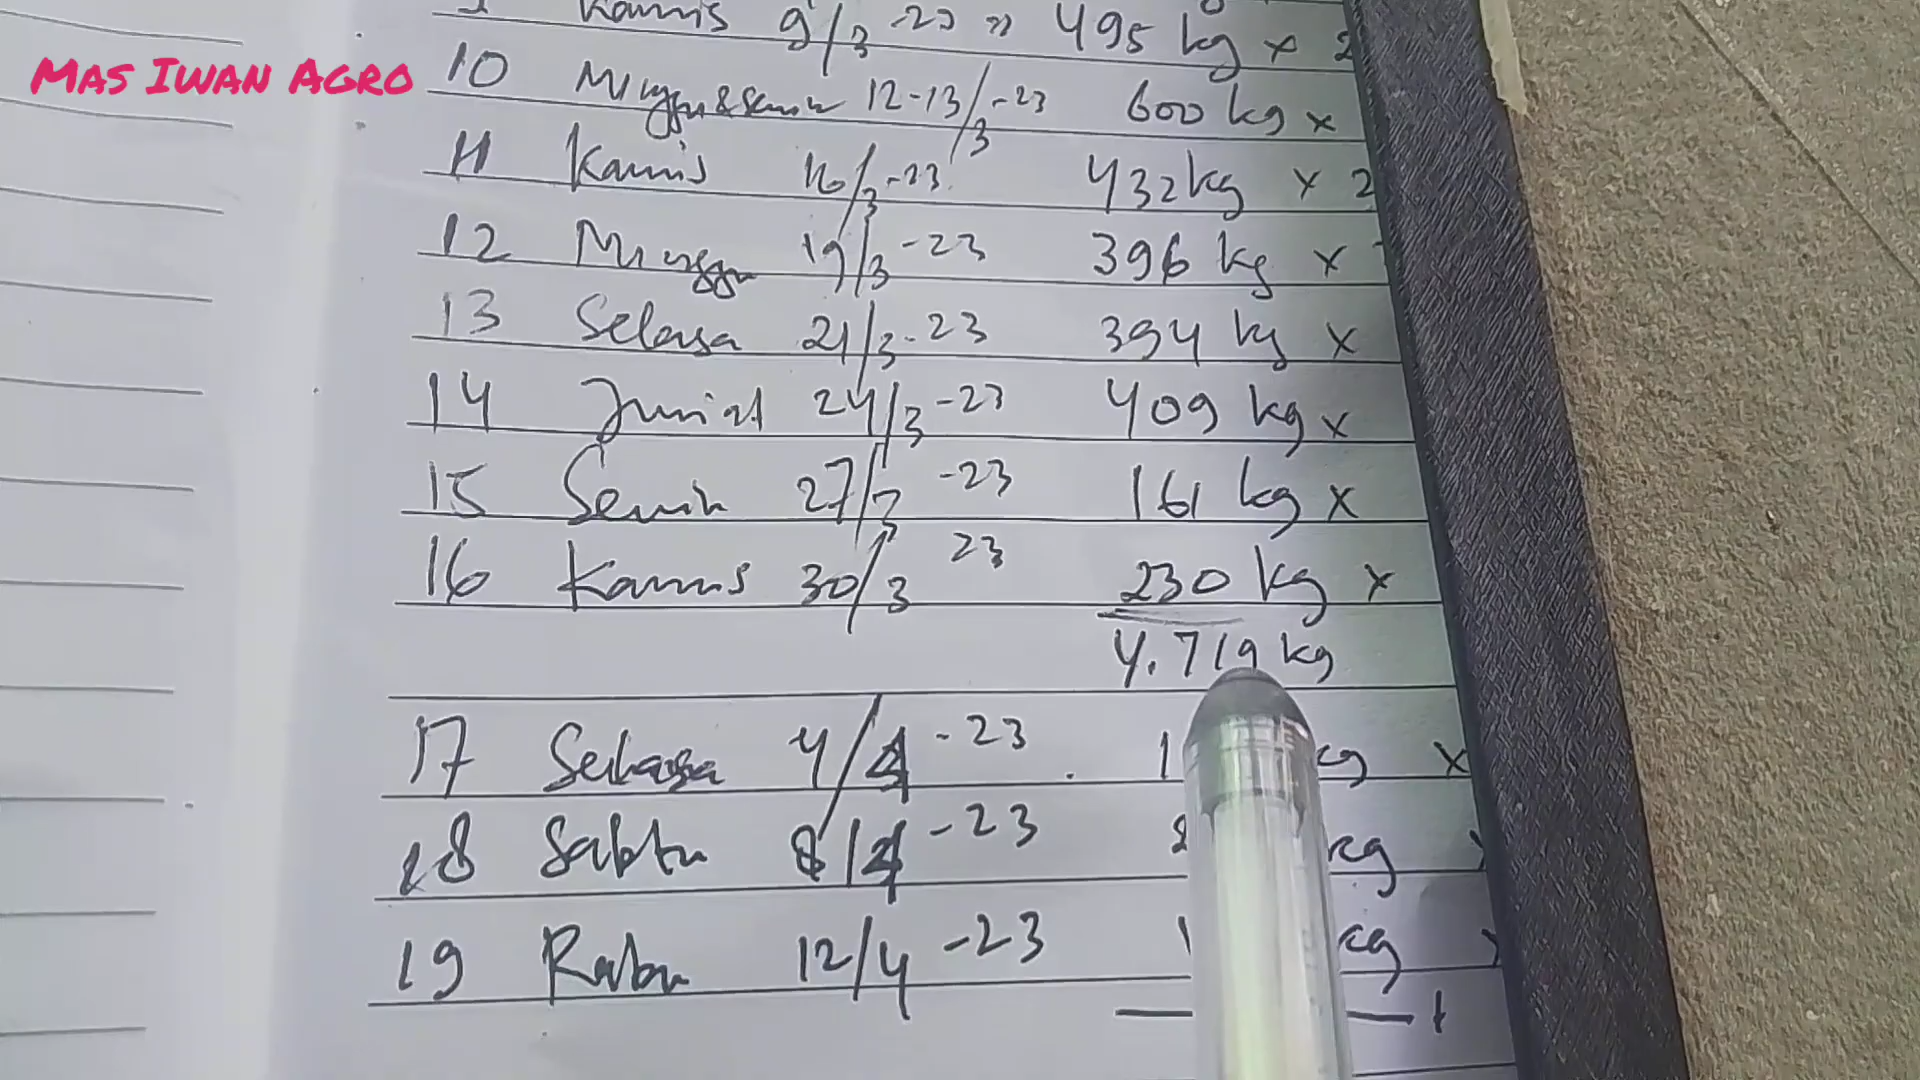 Kamis 9/3 -23 » 495 kg x 2
MAS IWAN AGRO
10 Minggu & Senin 12-13/3 -23 600 kg x
11 Kamis 16/3 -23 432 kg x 2
12 Minggu 19/3 -23 396 kg x
13 Selasa 21/3 -23 394 kg x
14 Jum'at 24/3 -23 409 kg x
15 Senin 27/3 -23 161 kg x
16 Kamis 30/3 23 230 kg x
4.719 kg
17 Selasa 4/4 -23 kg x
18 Sabtu 8/4 -23 kg
19 Rabu 12/4 -23 kg